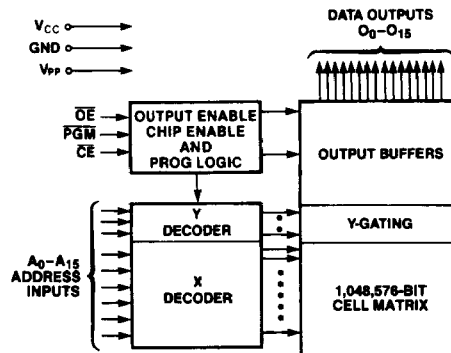 DATA OUTPUTS
O0–O15
VCC
GND
VPP
OE
PGM
CE
OUTPUT ENABLE
CHIP ENABLE
AND
PROG LOGIC
OUTPUT BUFFERS
Y
DECODER
Y-GATING
A0–A15
ADDRESS
INPUTS
X
DECODER
1,048,576-BIT
CELL MATRIX